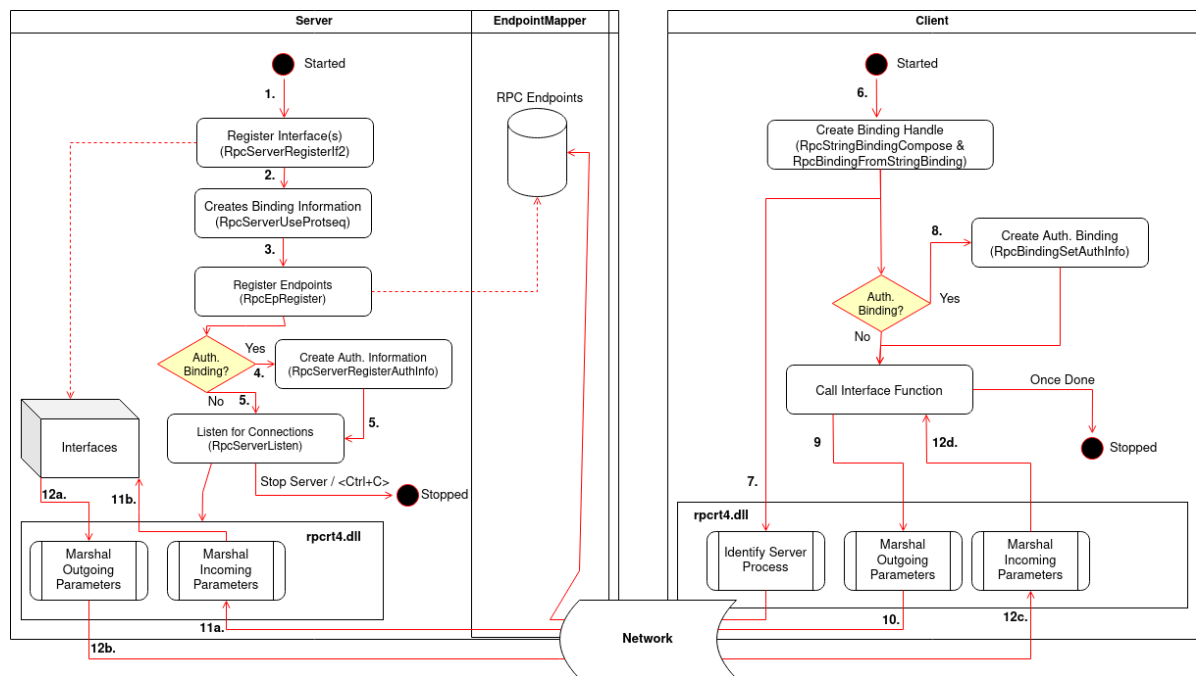 Server
EndpointMapper
Client
Started
1.
Register Interface(s)
(RpcServerRegisterIf2)
2.
Creates Binding Information
(RpcServerUseProtseq)
3.
Register Endpoints
(RpcEpRegister)
Auth.
Binding?
Yes
4.
Create Auth. Information
(RpcServerRegisterAuthInfo)
No
5.
5.
Listen for Connections
(RpcServerListen)
Stop Server / <Ctrl+C>
Stopped
Interfaces
12a.
11b.
rpcrt4.dll
Marshal
Outgoing
Parameters
Marshal
Incoming
Parameters
11a.
12b.
RPC Endpoints
Network
Started
6.
Create Binding Handle
(RpcStringBindingCompose &
RpcBindingFromStringBinding)
8.
Create Auth. Binding
(RpcBindingSetAuthInfo)
Auth.
Binding?
Yes
No
Call Interface Function
Once Done
Stopped
9
12d.
7.
rpcrt4.dll
Identify Server
Process
Marshal
Outgoing
Parameters
Marshal
Incoming
Parameters
10.
12c.